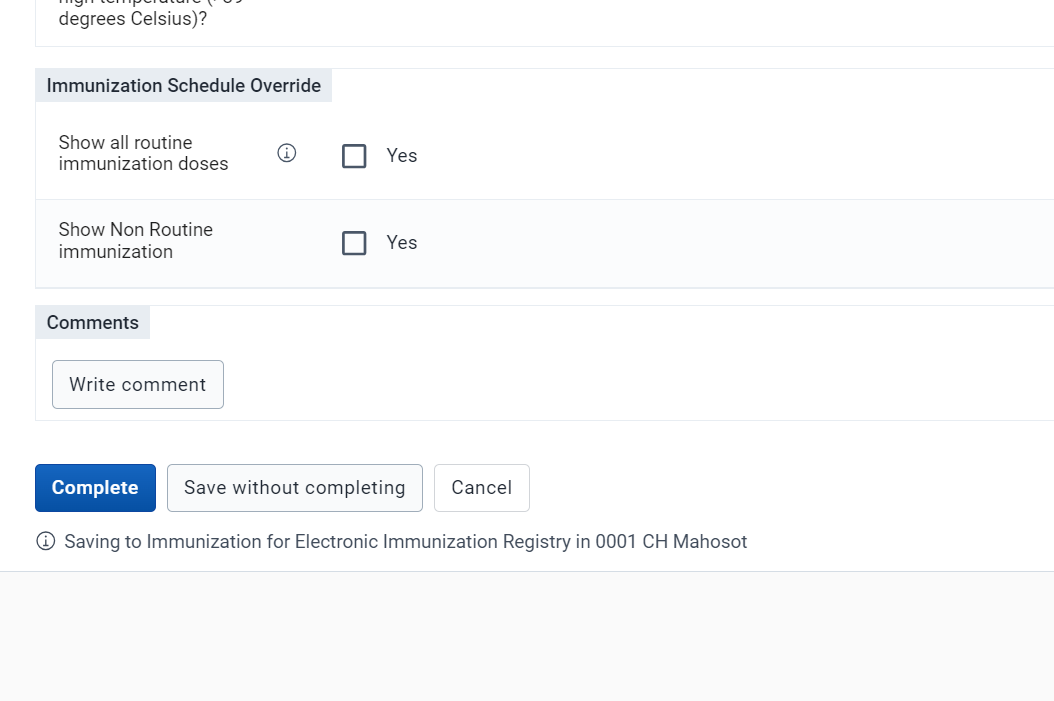 degrees Celsius)?
Immunization Schedule Override
Show all routine
immunization doses
Yes
Show Non Routine
immunization
Yes
Comments
Write comment
Complete
Save without completing
Cancel
Saving to Immunization for Electronic Immunization Registry in 0001 CH Mahosot